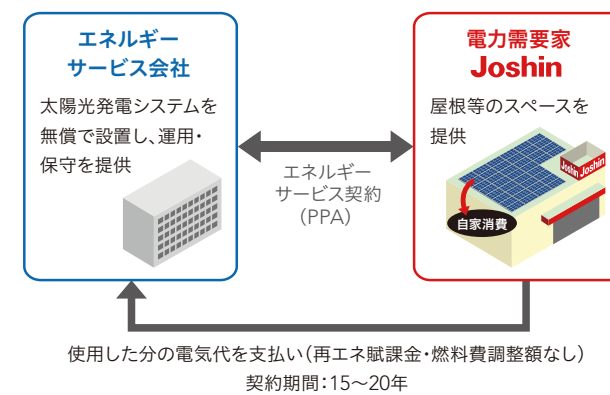 エネルギー
サービス会社
太陽光発電システムを
無償で設置し、運用・
保守を提供
エネルギー
サービス契約
(PPA)
電力需要家
Joshin
屋根等のスペースを
提供
Joshin Joshin
自家消費
使用した分の電気代を支払い(再エネ賦課金・燃料費調整額なし)
契約期間:15～20年